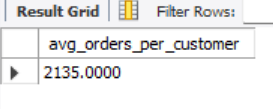 Result Grid Filter Rows:
avg_orders_per_customer
2135.0000